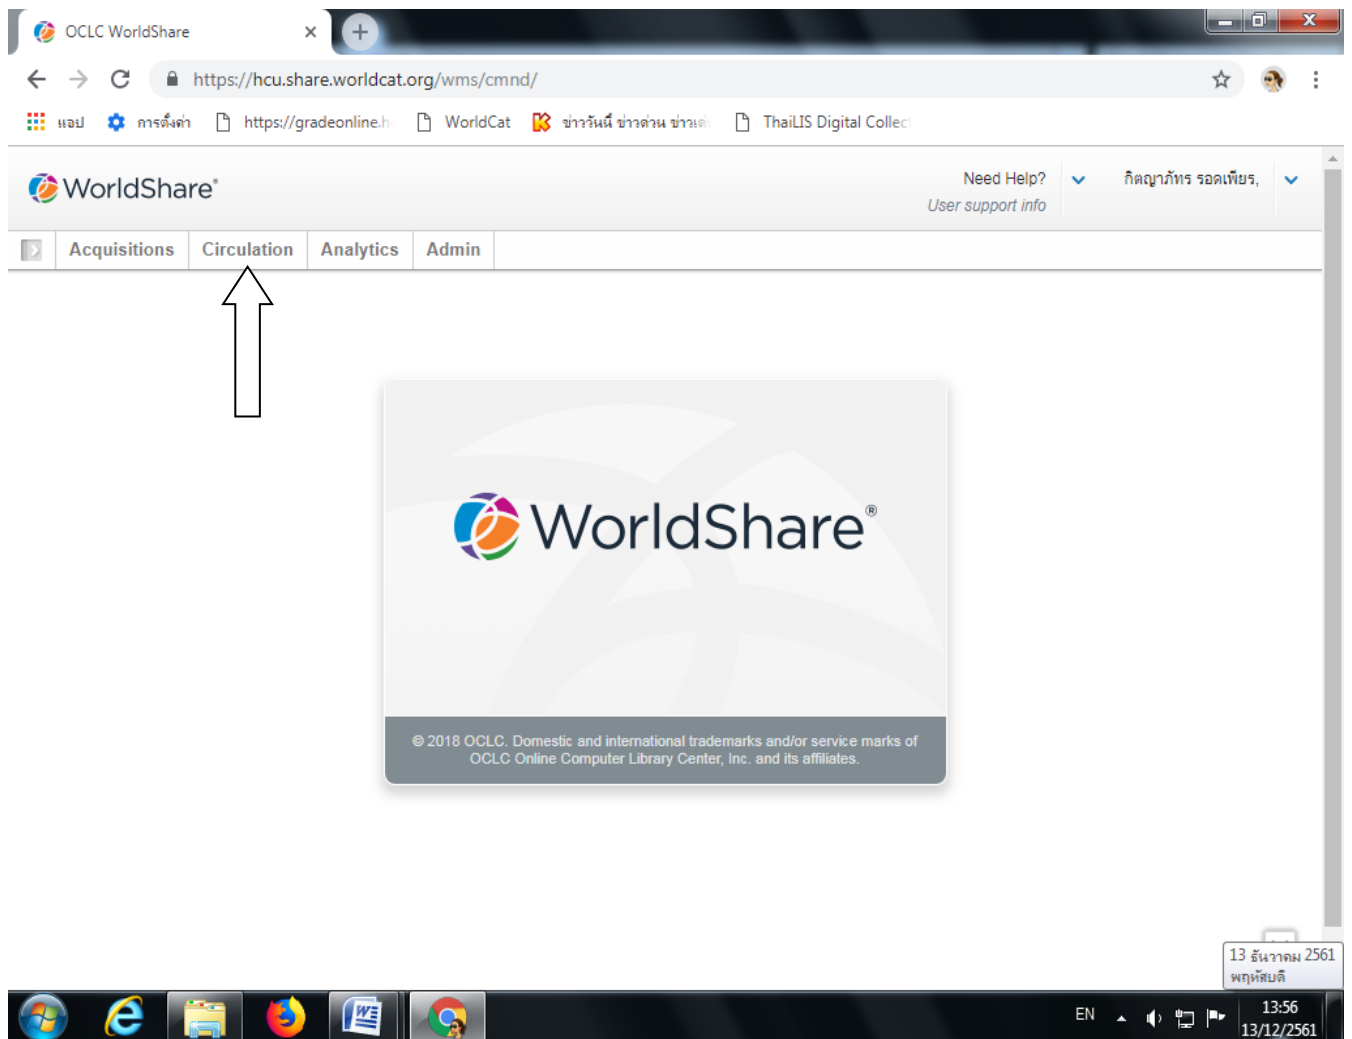 OCLC WorldShare
https://hcu.share.worldcat.org/wms/cmnd/
แอป การตั้งค่า https://gradeonline.h WorldCat ข่าววันนี้ ข่าวด่วน ข่าวเด่ ThaiLIS Digital Collect
WorldShare®
Need Help?
User support info
กิตญาภัทร รอดเพียร,
Acquisitions Circulation Analytics Admin
WorldShare®
© 2018 OCLC. Domestic and international trademarks and/or service marks of
OCLC Online Computer Library Center, Inc. and its affiliates.
13 ธันวาคม 2561
พฤหัสบดี
EN
13:56
13/12/2561